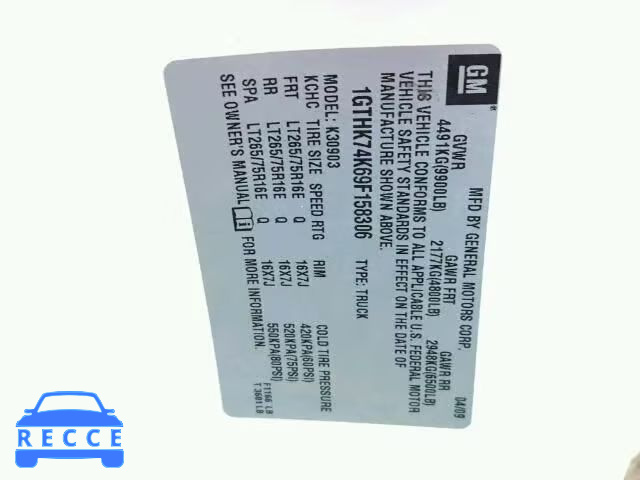 GM
MFD BY GENERAL MOTORS CORP. 04/09
GVWR GAWR FRT GAWR RR
4491KG(9900LB) 2177KG(4800LB) 2948KG(6500LB)
THIS VEHICLE CONFORMS TO ALL APPLICABLE U.S. FEDERAL MOTOR
VEHICLE SAFETY STANDARDS IN EFFECT ON THE DATE OF
MANUFACTURE SHOWN ABOVE.
1GTHK74K69F158306 TYPE: TRUCK
MODEL: K30903
KCHC TIRE SIZE SPEED RTG RIM COLD TIRE PRESSURE
FRT LT265/75R16E Q 16X7J 420KPA(60PSI)
RR LT265/75R16E Q 16X7J 520KPA(75PSI)
SPA LT265/75R16E Q 16X7J 550KPA(80PSI)
SEE OWNER'S MANUAL FOR MORE INFORMATION.
F1166 LB
T 3601 LB
RECCE